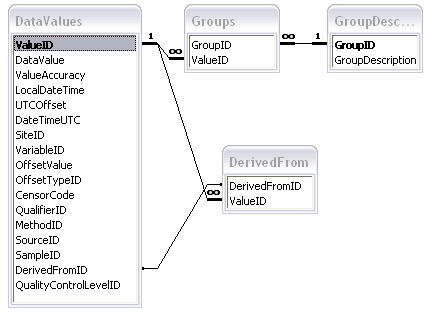 DataValues
ValueID
DataValue
ValueAccuracy
LocalDateTime
UTCOffset
DateTimeUTC
SiteID
VariableID
OffsetValue
OffsetTypeID
CensorCode
QualifierID
MethodID
SourceID
SampleID
DerivedFromID
QualityControlLevelID
1
∞
Groups
GroupID
ValueID
∞
1
GroupDesc...
GroupID
GroupDescription
∞
DerivedFrom
DerivedFromID
ValueID